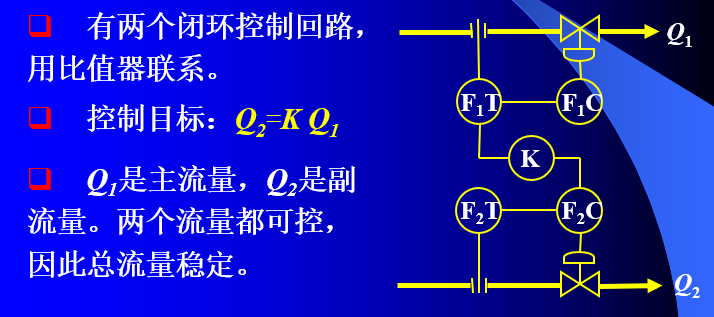 有两个闭环控制回路，
用比值器联系。
控制目标：Q₂=K Q₁
Q₁是主流量，Q₂是副
流量。两个流量都可控，
因此总流量稳定。
Q₁
F₁T
F₁C
K
F₂T
F₂C
Q₂